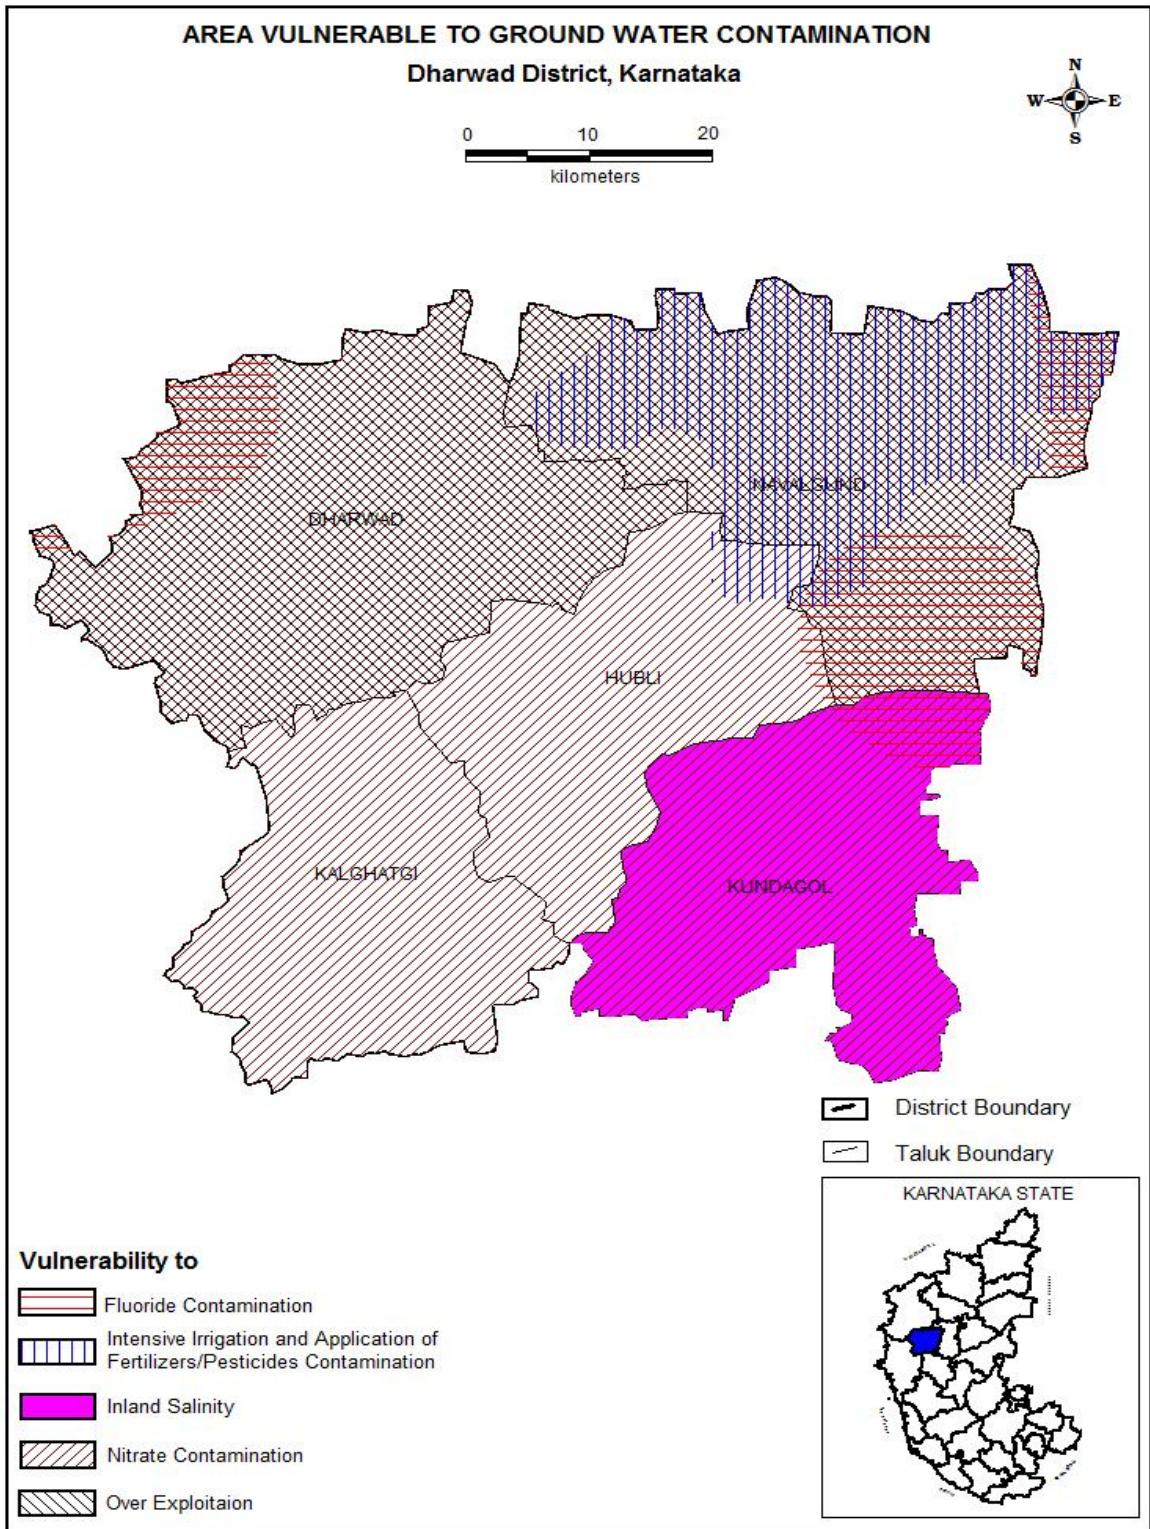 AREA VULNERABLE TO GROUND WATER CONTAMINATION
Dharwad District, Karnataka
N
W E
S
0 10 20
kilometers
NAVALGUND
DHARWAD
HUBLI
KALGHATGI
KUNDAGOL
District Boundary
Taluk Boundary
KARNATAKA STATE
Vulnerability to
Fluoride Contamination
Intensive Irrigation and Application of
Fertilizers/Pesticides Contamination
Inland Salinity
Nitrate Contamination
Over Exploitaion